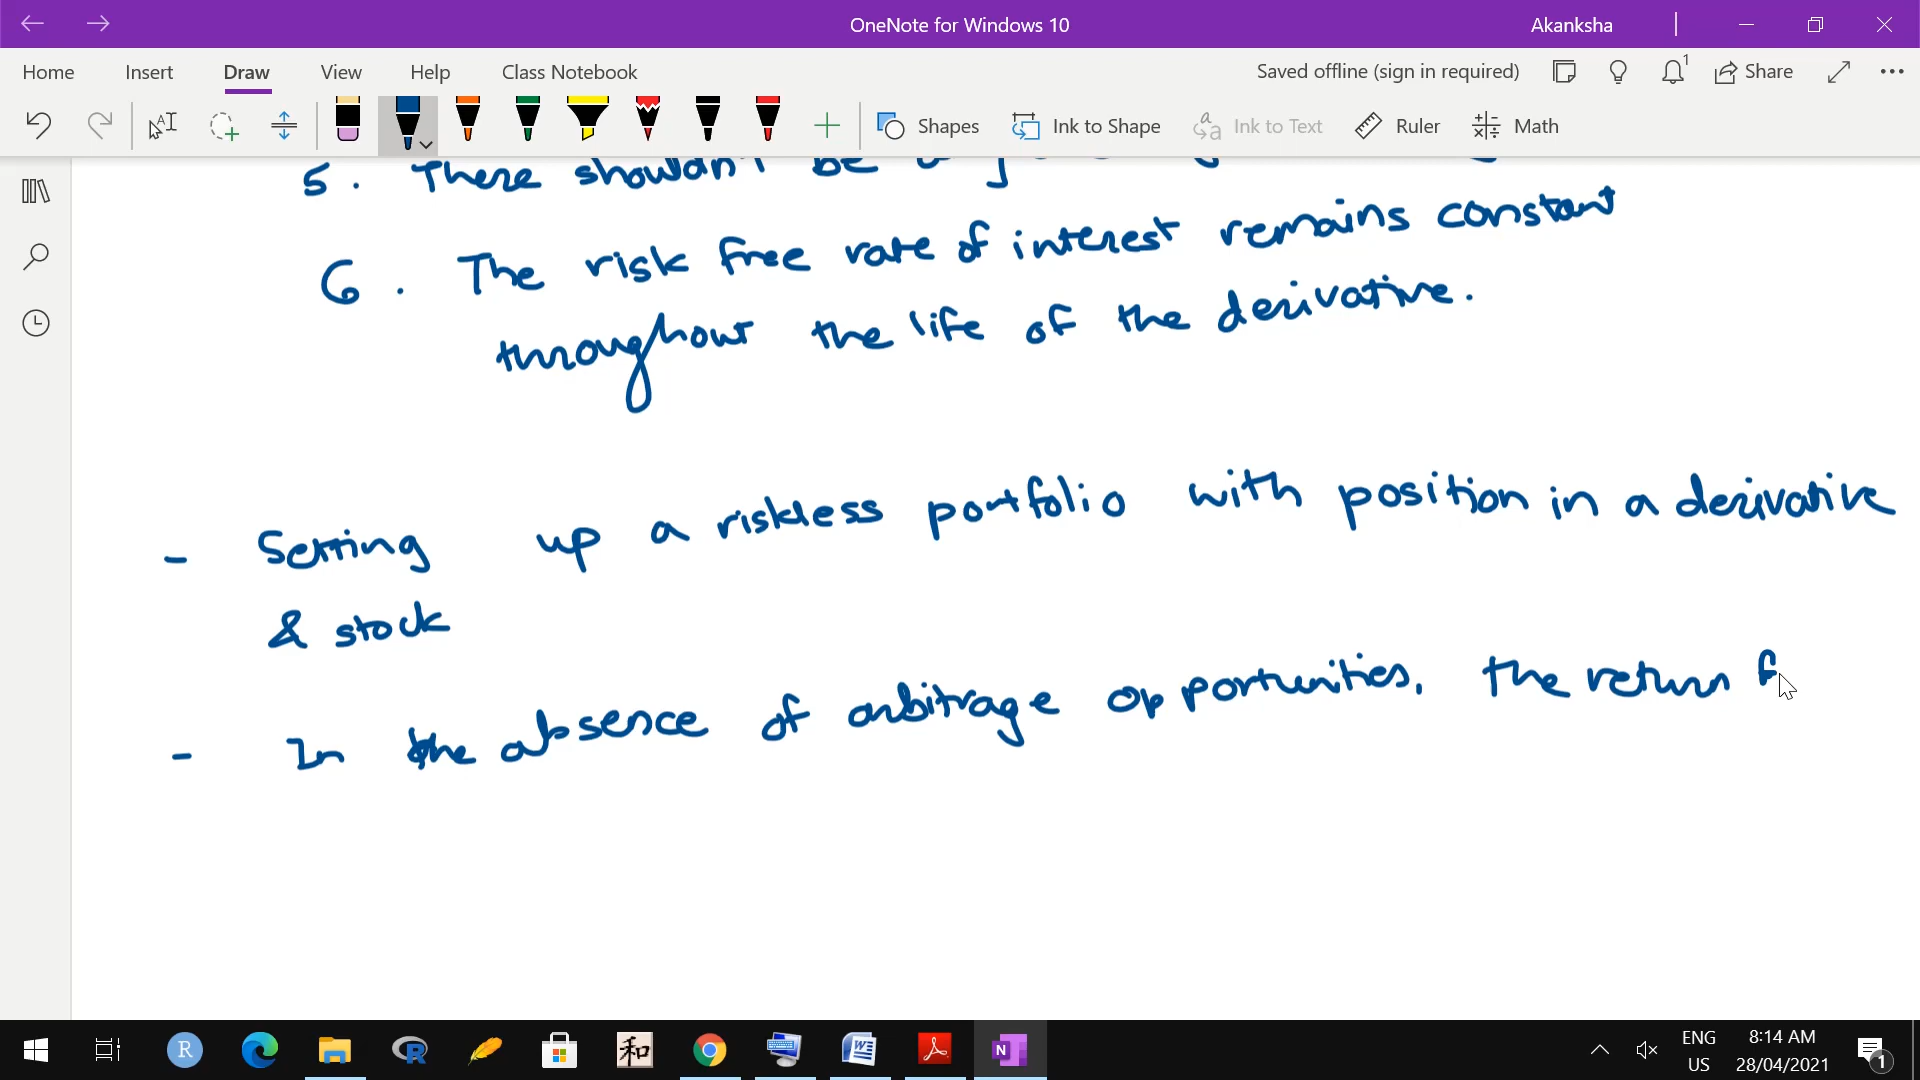 OneNote for Windows 10
Akanksha
Home Insert Draw View Help Class Notebook
Saved offline (sign in required)
1
Share
Shapes
Ink to Shape
Ink to Text
Ruler
Math
5. There shouldn't be
6. The risk free rate of interest remains constant
throughout the life of the derivative.
- Setting up a riskless portfolio with position in a derivative
& stock
- In the absence of arbitrage opportunities, the return f
ENG
US
8:14 AM
28/04/2021
1